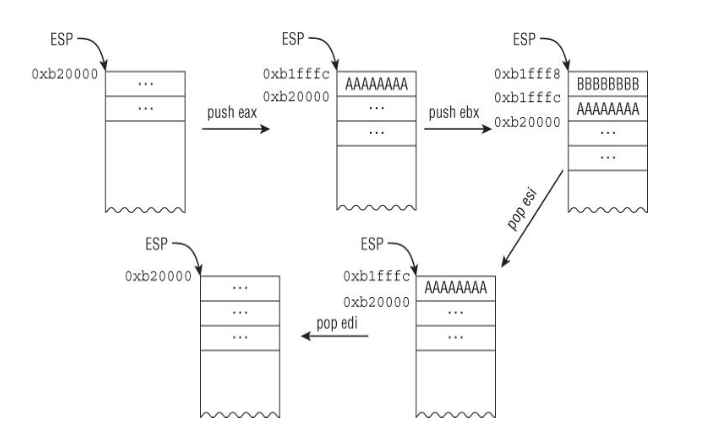 ESP
0xb20000
...
...
push eax
ESP
0xb1fffc
0xb20000
AAAAAAAA
...
...
push ebx
ESP
0xb1fff8
0xb1fffc
0xb20000
BBBBBBBB
AAAAAAAA
...
...
pop esi
ESP
0xb1fffc
0xb20000
AAAAAAAA
...
...
pop edi
ESP
0xb20000
...
...
...